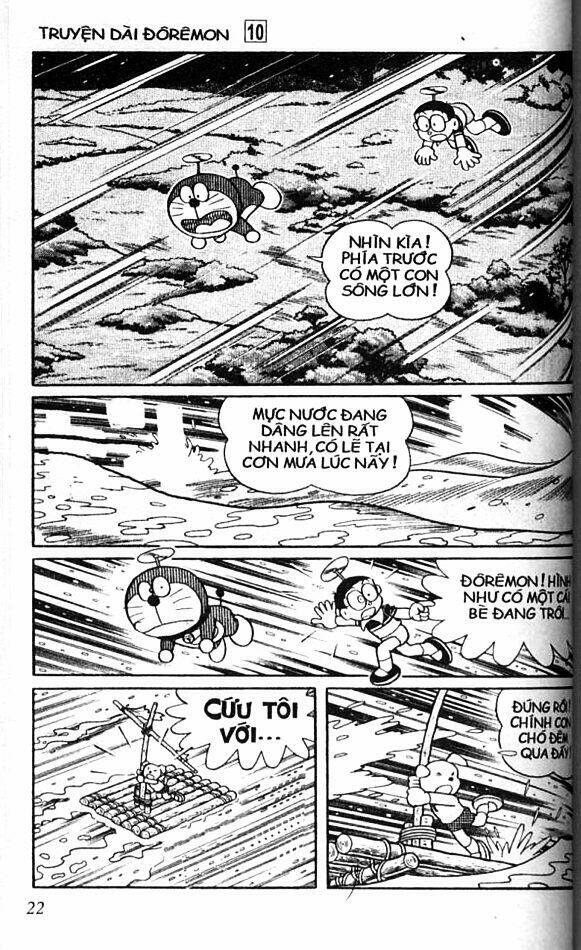 TRUYỆN DÀI ĐÔRÊMON 10
NHÌN KÌA!
PHÍA TRƯỚC
CÓ MỘT CON
SÔNG LỚN!
MỰC NƯỚC ĐANG
DÂNG LÊN RẤT
NHANH, CÓ LẼ TẠI
CƠN MƯA LÚC NÃY!
ĐÔRÊMON! HÌNH
NHƯ CÓ MỘT CÁI
BÈ ĐANG TRÔI...
CỨU TÔI
VỚI...
ĐÚNG RỒI!
CHÍNH CON
CHÓ ĐÊM
QUA ĐẤY!
22